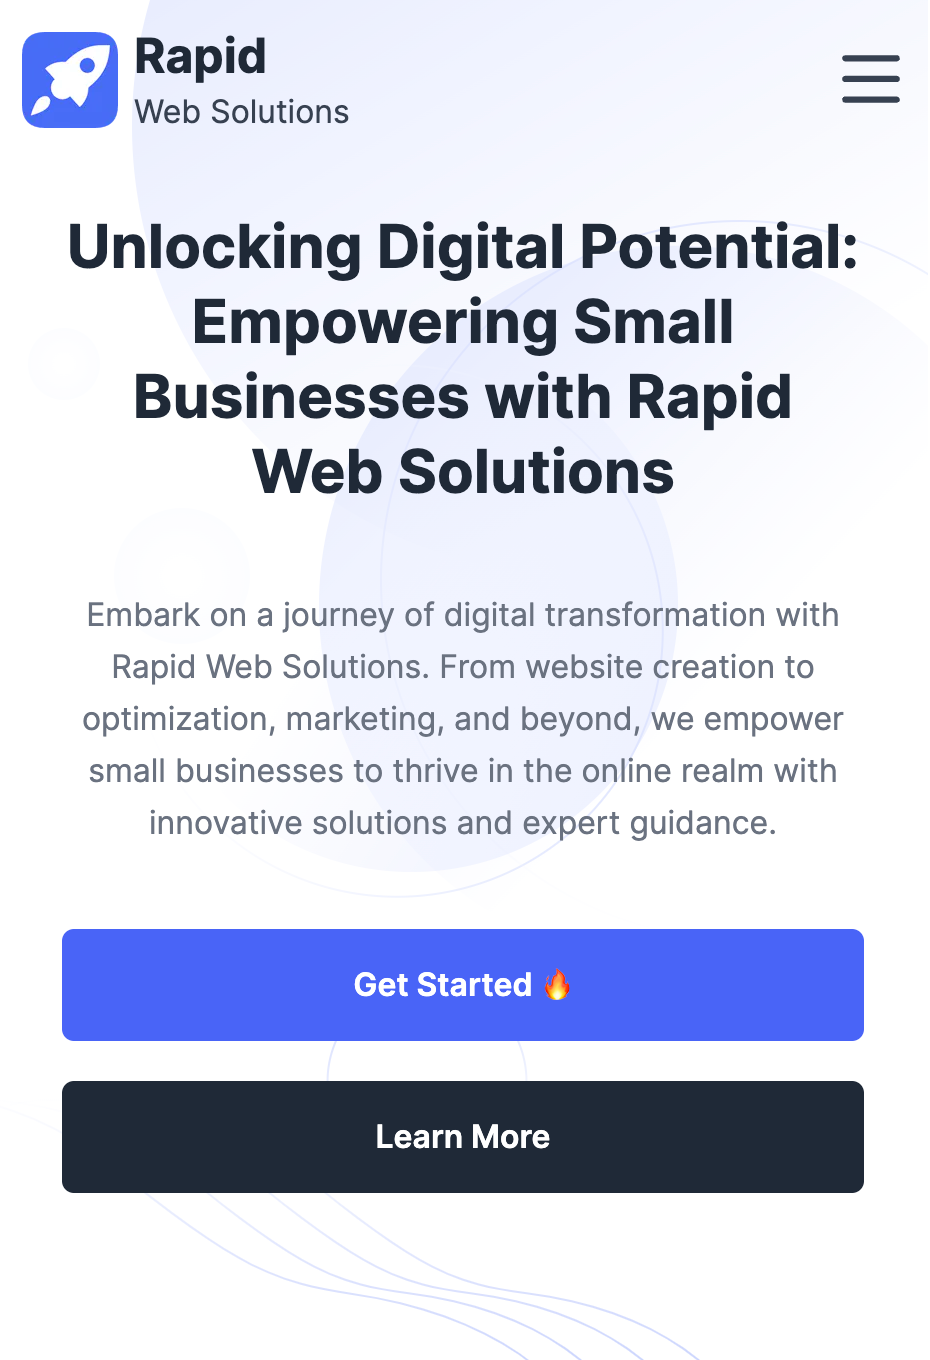 Rapid
Web Solutions
Unlocking Digital Potential:
Empowering Small
Businesses with Rapid
Web Solutions
Embark on a journey of digital transformation with
Rapid Web Solutions. From website creation to
optimization, marketing, and beyond, we empower
small businesses to thrive in the online realm with
innovative solutions and expert guidance.
Get Started 🔥
Learn More